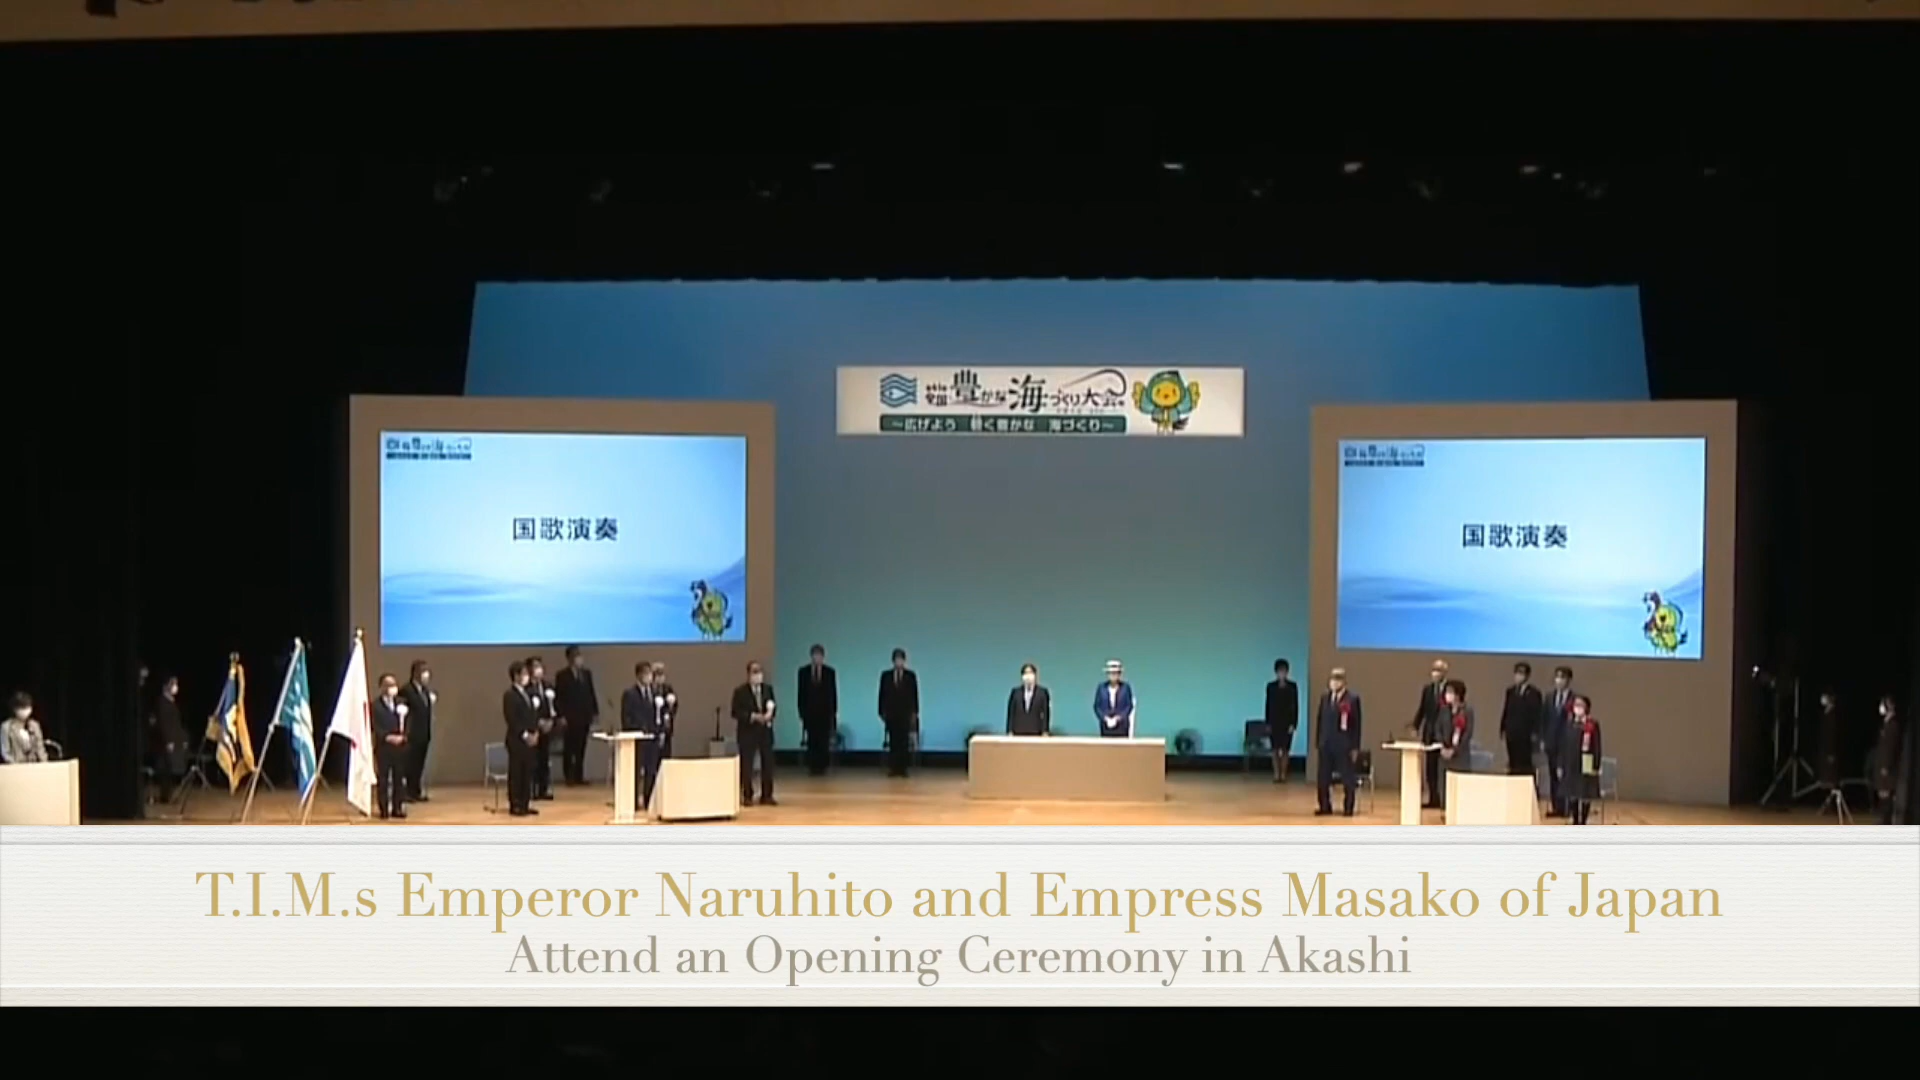 全国豊かな海づくり大会
～広げよう 碧く豊かな 海づくり～
国歌演奏
国歌演奏
T.I.M.s Emperor Naruhito and Empress Masako of Japan
Attend an Opening Ceremony in Akashi